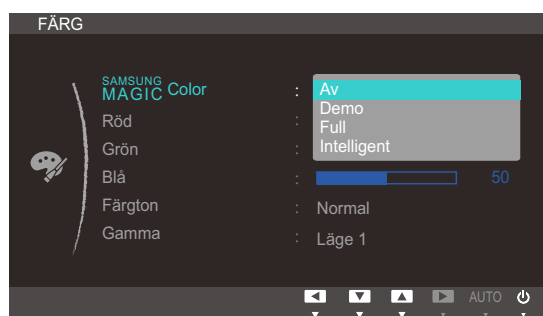 FÄRG
SAMSUNG
MAGIC Color : Av
Demo
Full
Intelligent
Röd :
Grön :
Blå : 50
Färgton : Normal
Gamma : Läge 1
AUTO